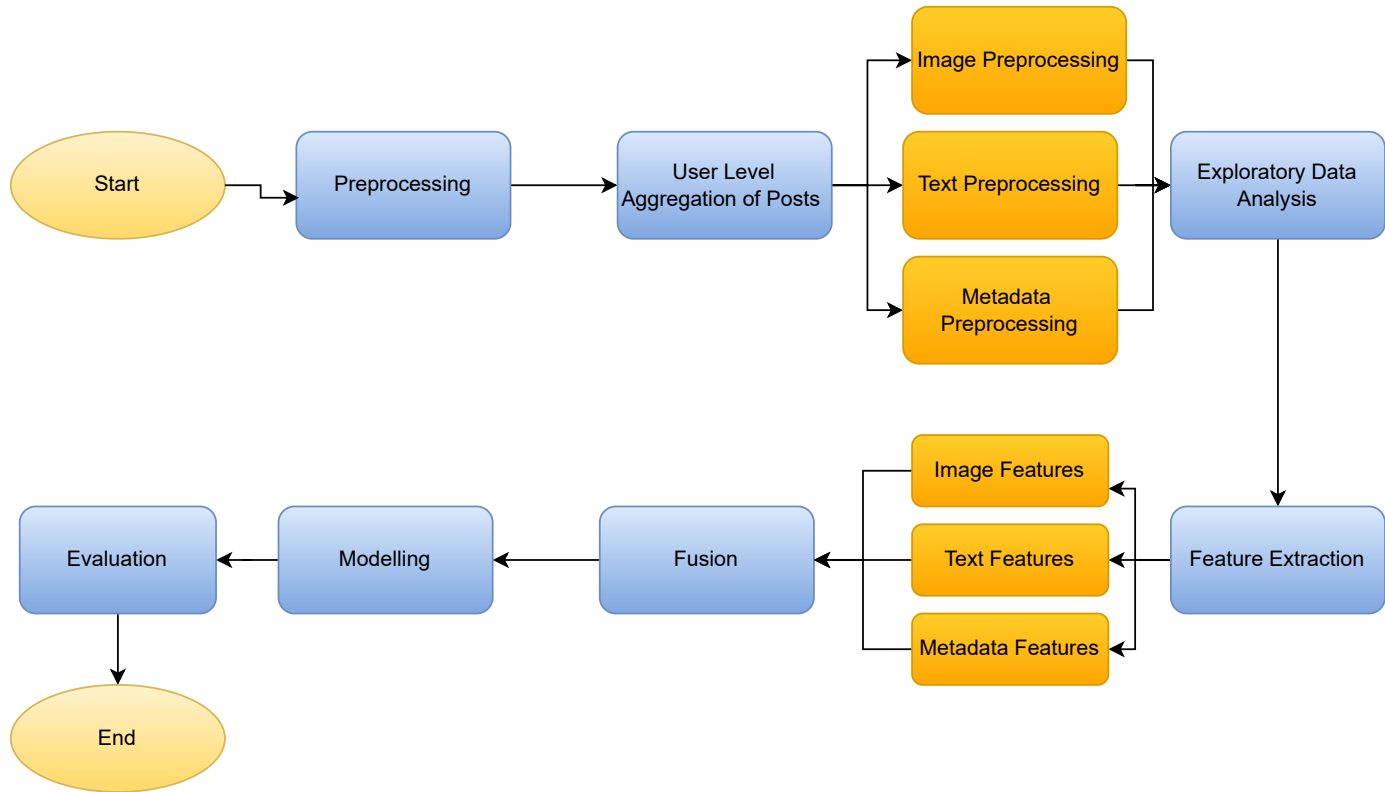 Start
Preprocessing
User Level
Aggregation of Posts
Image Preprocessing
Text Preprocessing
Metadata
Preprocessing
Exploratory Data
Analysis
Feature Extraction
Image Features
Text Features
Metadata Features
Fusion
Modelling
Evaluation
End